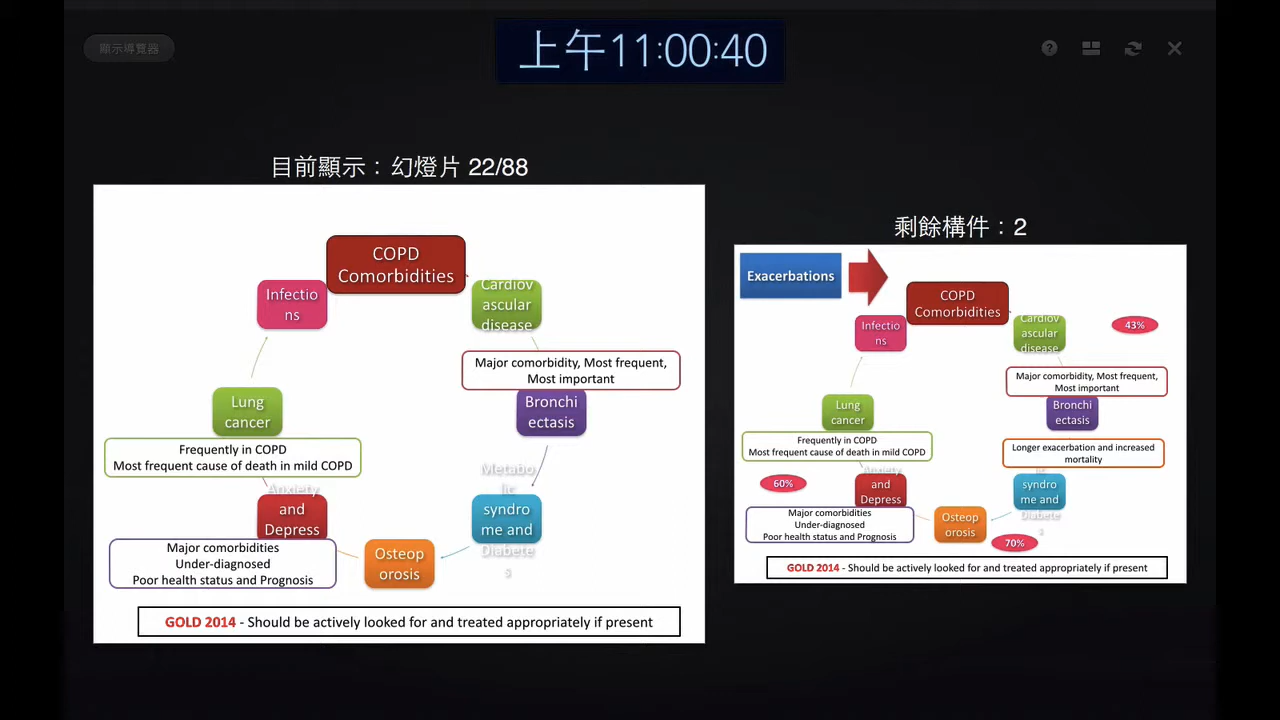 顯示導覽器
上午11:00:40
目前顯示：幻燈片 22/88
COPD
Comorbidities
Infectio
ns
Cardiov
ascular
disease
Major comorbidity, Most frequent,
Most important
Lung
cancer
Bronchi
ectasis
Frequently in COPD
Most frequent cause of death in mild COPD
Anxiety
and
Depress
Metabo
lic
syndro
me and
Diabete
s
Major comorbidities
Under-diagnosed
Poor health status and Prognosis
Osteop
orosis
GOLD 2014 - Should be actively looked for and treated appropriately if present
剩餘構件：2
Exacerbations
COPD
Comorbidities
Infectio
ns
Cardiov
ascular
disease
43%
Major comorbidity, Most frequent,
Most important
Lung
cancer
Bronchi
ectasis
Frequently in COPD
Most frequent cause of death in mild COPD
Longer exacerbation and increased
mortality
60%
Anxiety
and
Depress
lic
syndro
me and
Diabete
s
Major comorbidities
Under-diagnosed
Poor health status and Prognosis
Osteop
orosis
70%
GOLD 2014 - Should be actively looked for and treated appropriately if present